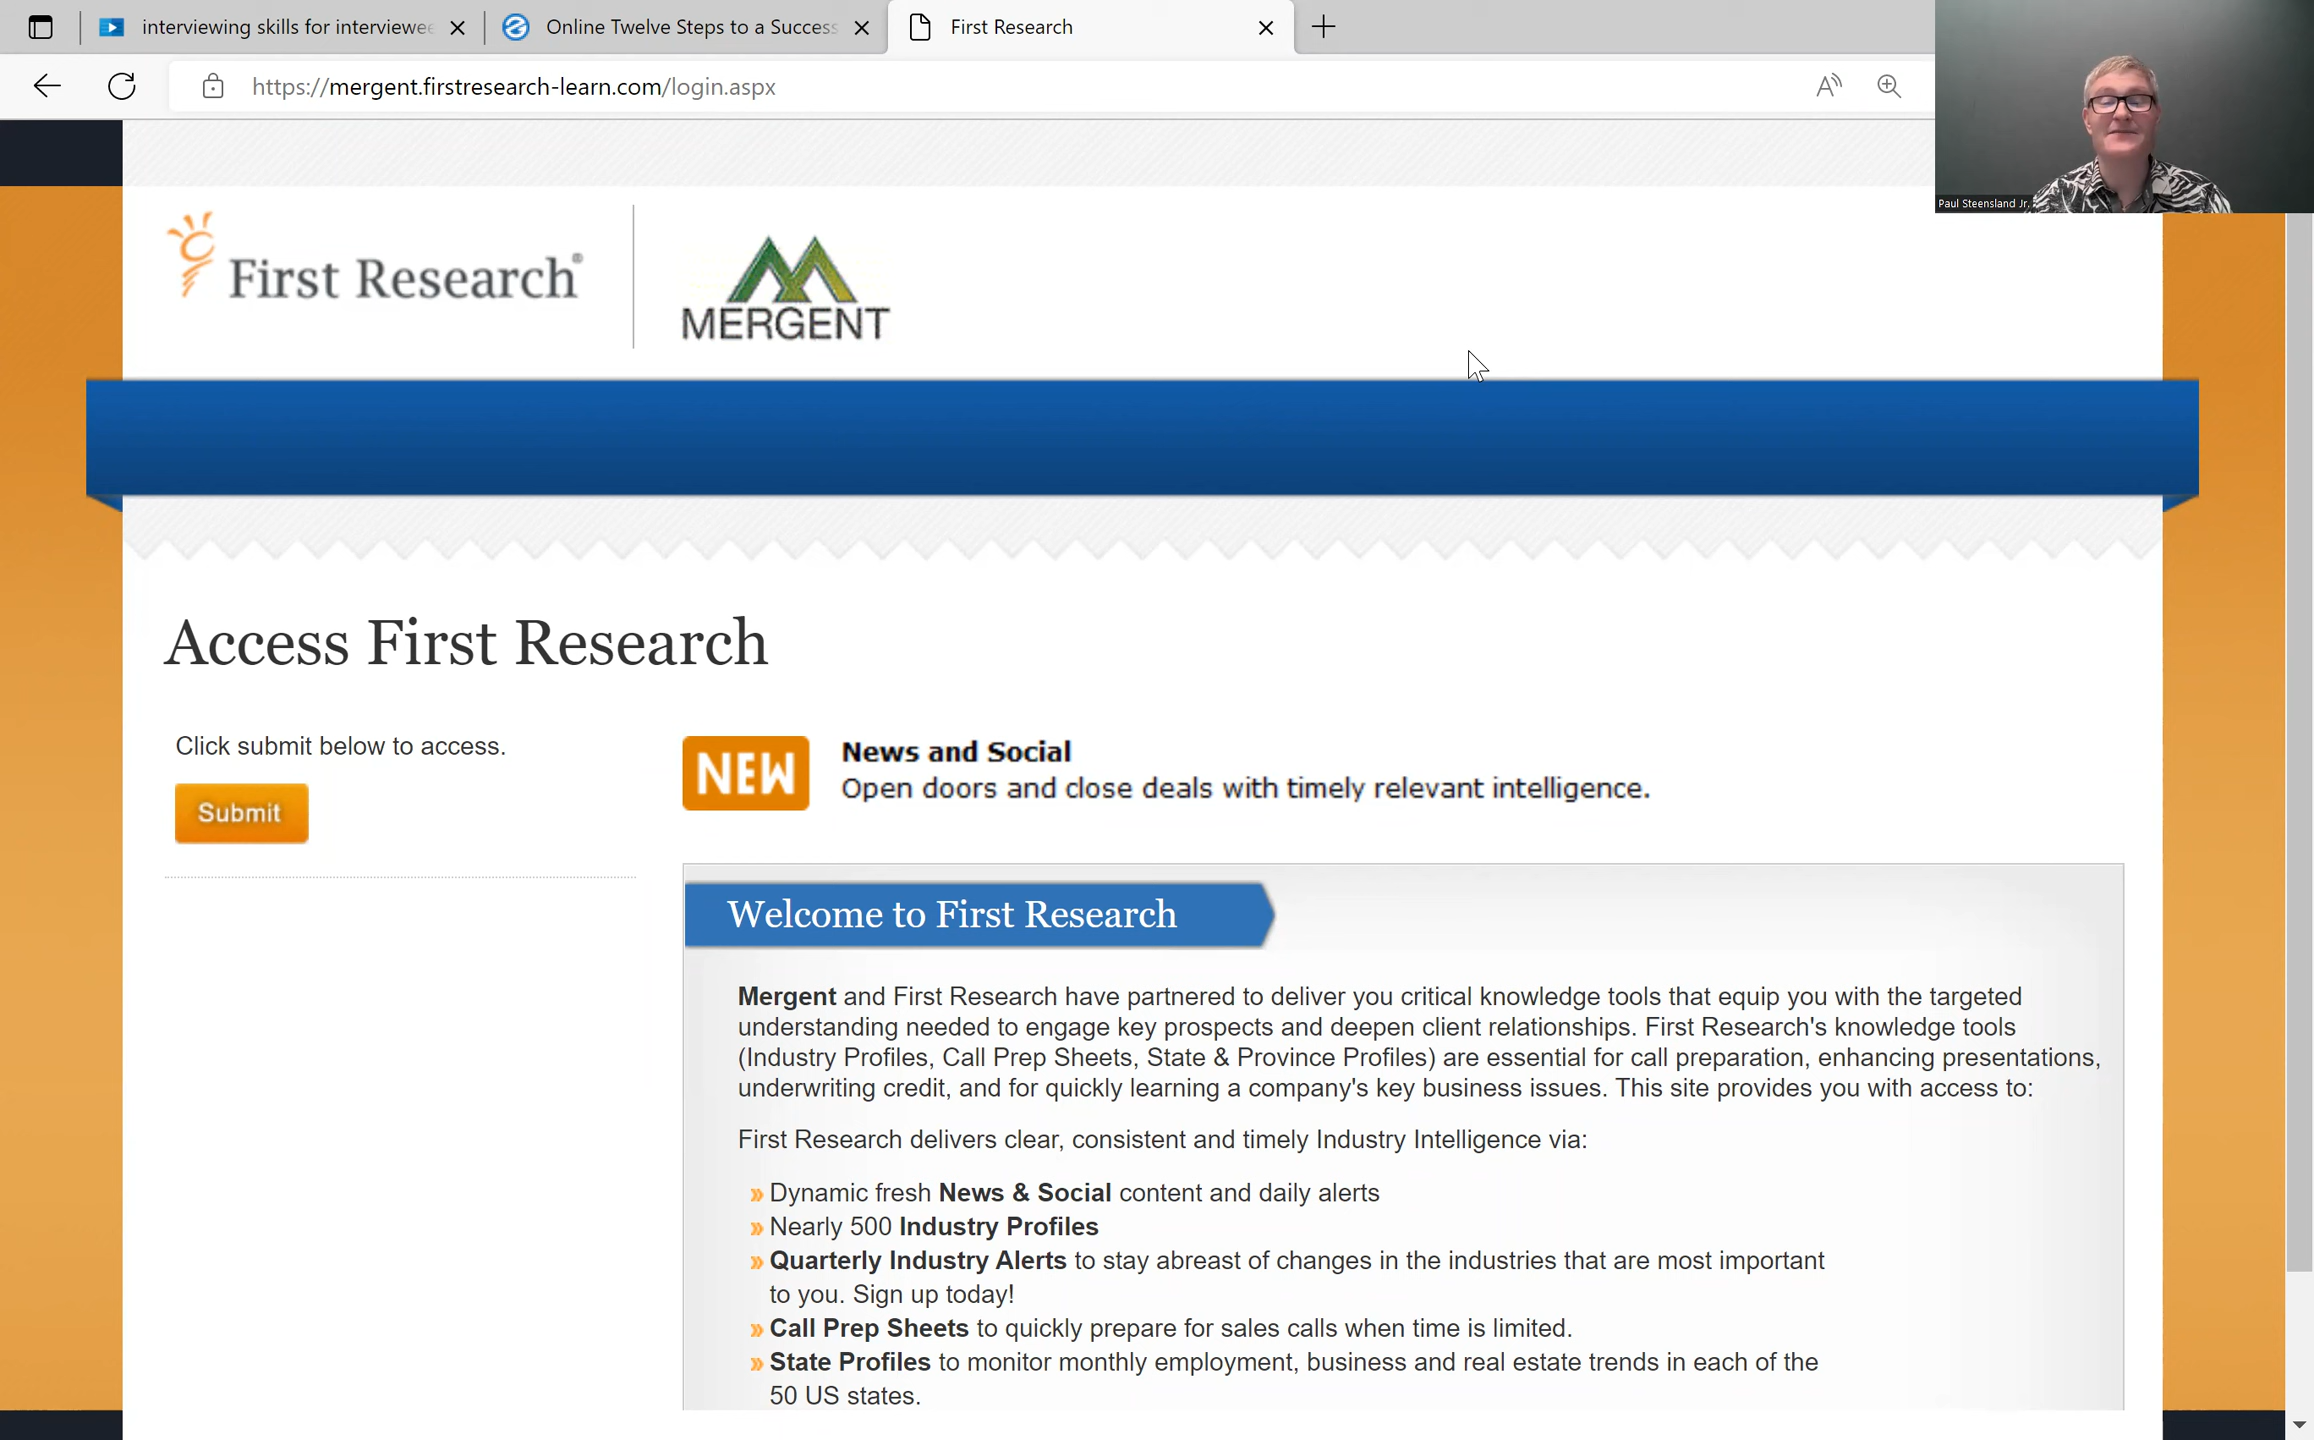 interviewing skills for interviewee
Online Twelve Steps to a Success
First Research
https://mergent.firstresearch-learn.com/login.aspx
Paul Steensland Jr.
First Research®
MERGENT
Access First Research
Click submit below to access.
Submit
NEW
News and Social
Open doors and close deals with timely relevant intelligence.
Welcome to First Research
Mergent and First Research have partnered to deliver you critical knowledge tools that equip you with the targeted
understanding needed to engage key prospects and deepen client relationships. First Research's knowledge tools
(Industry Profiles, Call Prep Sheets, State & Province Profiles) are essential for call preparation, enhancing presentations,
underwriting credit, and for quickly learning a company's key business issues. This site provides you with access to:
First Research delivers clear, consistent and timely Industry Intelligence via:
» Dynamic fresh News & Social content and daily alerts
» Nearly 500 Industry Profiles
» Quarterly Industry Alerts to stay abreast of changes in the industries that are most important
to you. Sign up today!
» Call Prep Sheets to quickly prepare for sales calls when time is limited.
» State Profiles to monitor monthly employment, business and real estate trends in each of the
50 US states.